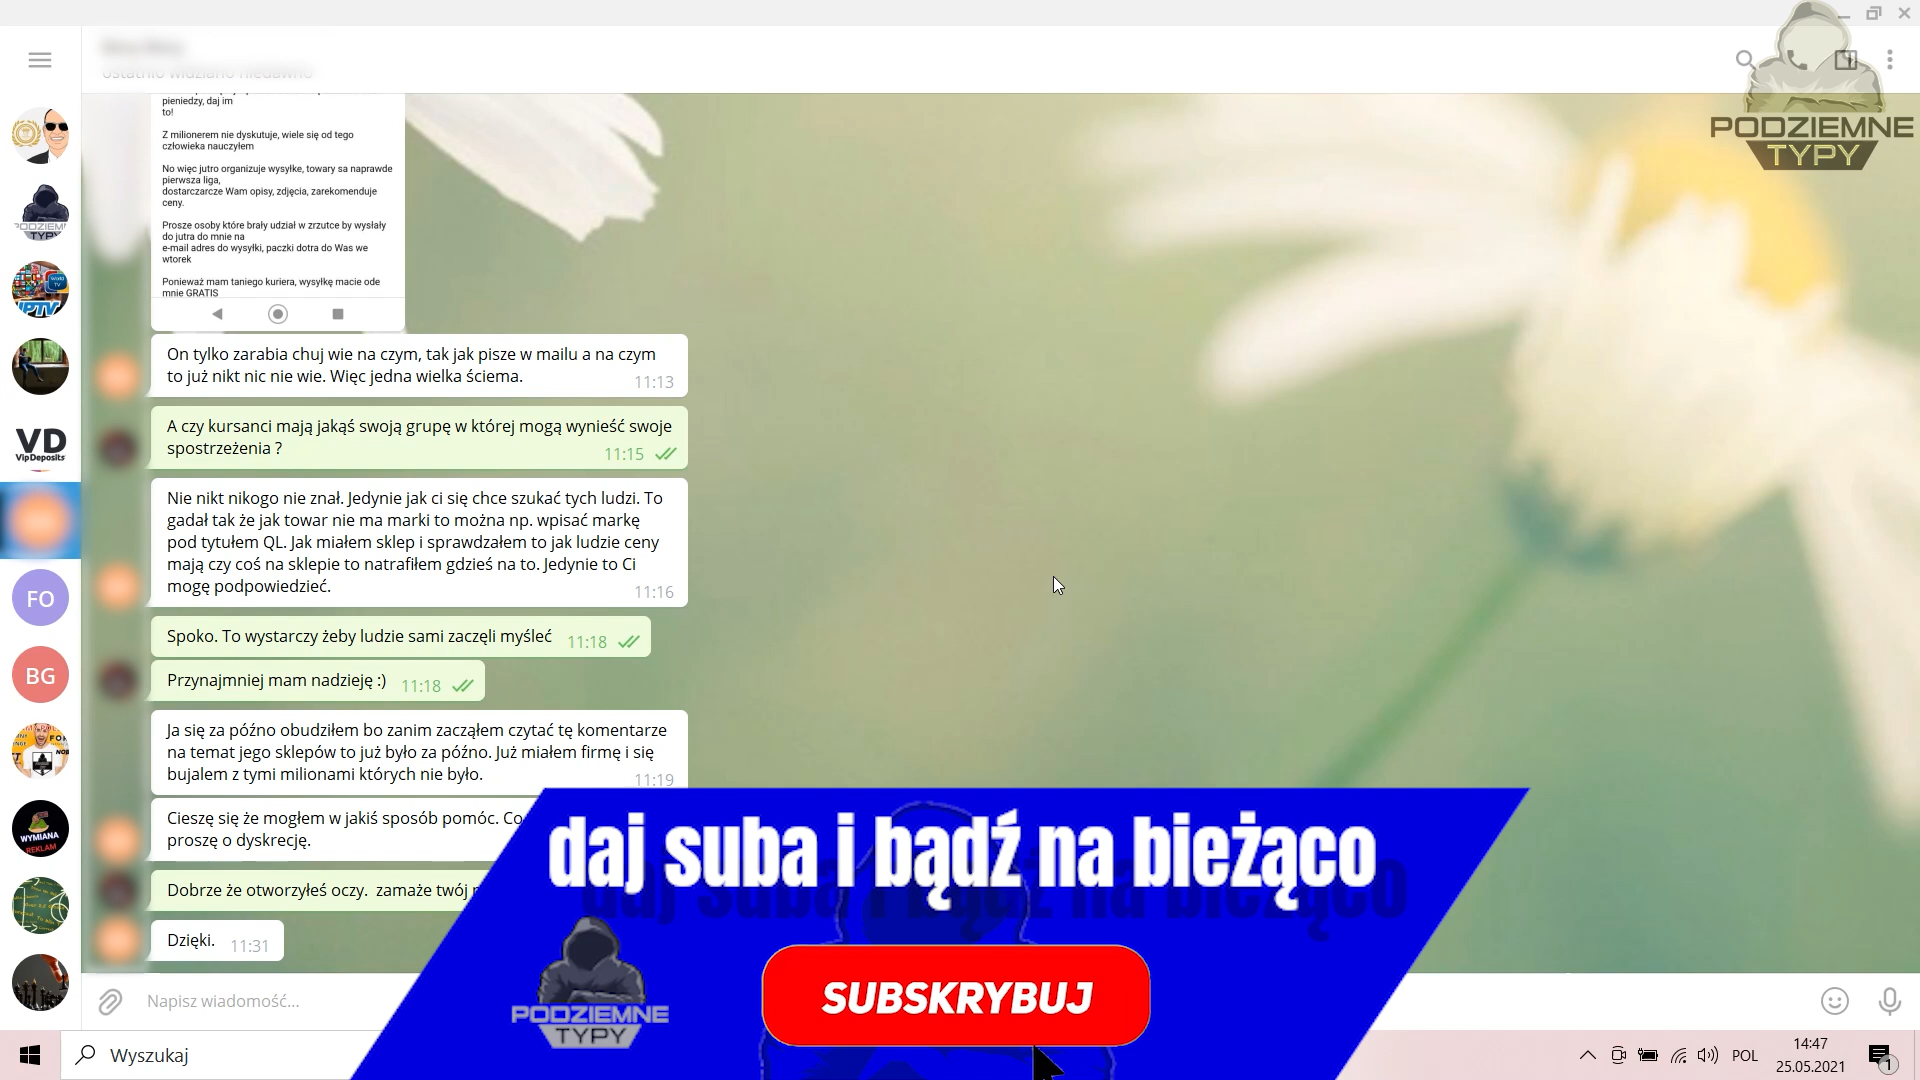 ostatnio widziano niedawno
pieniedzy, daj im
to!
Z milionerem nie dyskutuje, wiele się od tego
człowieka nauczyłem
No więc jutro organizuje wysyłke, towary sa naprawde
pierwsza liga,
dostarczarcze Wam opisy, zdjęcia, zarekomenduje
ceny.
Prosze osoby które brały udział w zrzutce by wysłały
do jutra do mnie na
e-mail adres do wysyłki, paczki dotra do Was we
wtorek
Ponieważ mam taniego kuriera, wysyłkę macie ode
mnie GRATIS
On tylko zarabia chuj wie na czym, tak jak pisze w mailu a na czym
to już nikt nic nie wie. Więc jedna wielka ściema.
11:13
A czy kursanci mają jakąś swoją grupę w której mogą wynieść swoje
spostrzeżenia ?
11:15
Nie nikt nikogo nie znał. Jedynie jak ci się chce szukać tych ludzi. To
gadał tak że jak towar nie ma marki to można np. wpisać markę
pod tytułem QL. Jak miałem sklep i sprawdzałem to jak ludzie ceny
mają czy coś na sklepie to natrafiłem gdzieś na to. Jedynie to Ci
mogę podpowiedzieć.
11:16
Spoko. To wystarczy żeby ludzie sami zaczęli myśleć 11:18
Przynajmniej mam nadzieję :) 11:18
Ja się za późno obudziłem bo zanim zacząłem czytać tę komentarze
na temat jego sklepów to już było za późno. Już miałem firmę i się
bujalem z tymi milionami których nie było.
11:19
Cieszę się że mogłem w jakiś sposób pomóc. Co
proszę o dyskrecję.
Dobrze że otworzyłeś oczy. zamaże twój
Dzięki. 11:31
Napisz wiadomość...
daj suba i bądź na bieżąco
SUBSKRYBUJ
PODZIEMNE
TYPY
PODZIEMNE
TYPY
IPTV
VD
VipDeposits
FO
BG
WYMIANA
REKLAM
Wyszukaj
POL
14:47
25.05.2021
1